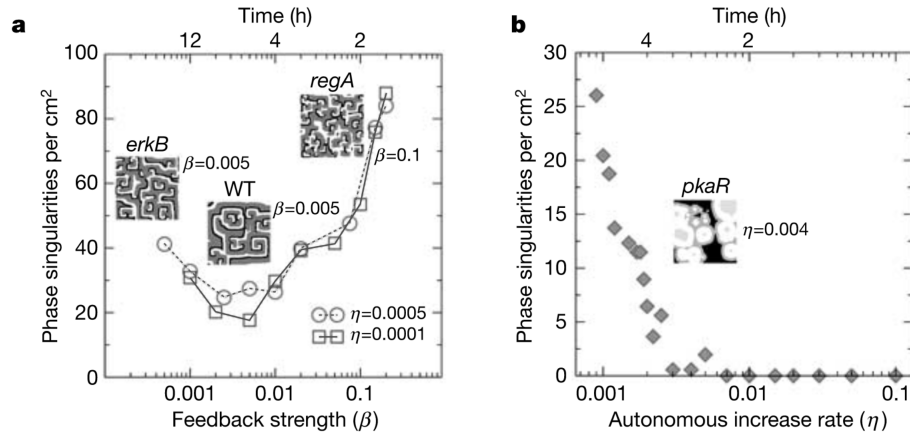 a
Time (h)
12 4 2
100
80
60
40
20
0
Phase singularities per cm²
erkB
β=0.005
WT
β=0.005
regA
β=0.1
η=0.0005
η=0.0001
0.001 0.01 0.1
Feedback strength (β)
b
Time (h)
4 2
30
25
20
15
10
5
0
Phase singularities per cm²
pkaR
η=0.004
0.001 0.01 0.1
Autonomous increase rate (η)